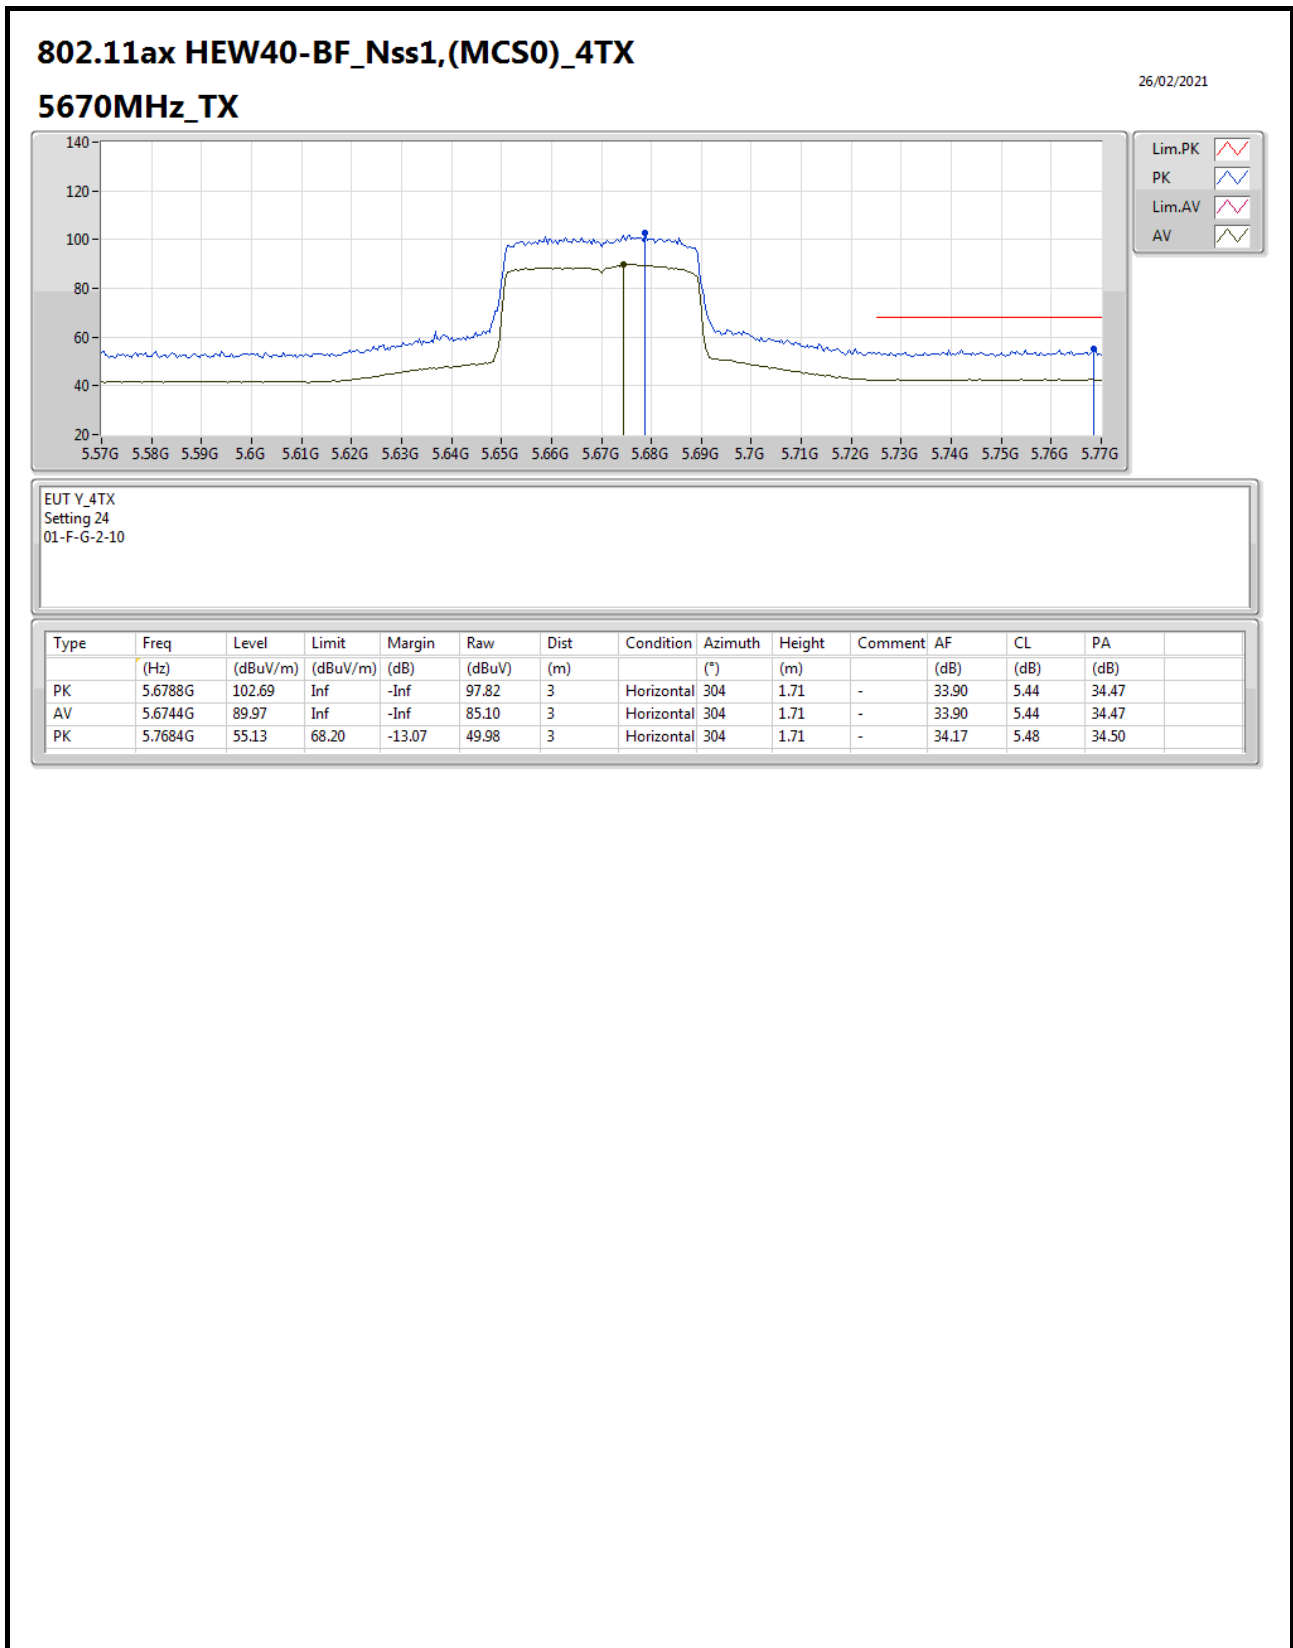 802.11ax HEW40-BF_Nss1,(MCS0)_4TX
26/02/2021
5670MHz_TX
140
120
100
80
60
40
20
5.57G 5.58G 5.59G 5.6G 5.61G 5.62G 5.63G 5.64G 5.65G 5.66G 5.67G 5.68G 5.69G 5.7G 5.71G 5.72G 5.73G 5.74G 5.75G 5.76G 5.77G
Lim.PK
PK
Lim.AV
AV
EUT Y_4TX
Setting 24
01-F-G-2-10
Type Freq Level Limit Margin Raw Dist Condition Azimuth Height Comment AF CL PA
(Hz) (dBuV/m) (dBuV/m) (dB) (dBuV) (m) (°) (m) (dB) (dB) (dB)
PK 5.6788G 102.69 Inf -Inf 97.82 3 Horizontal 304 1.71 - 33.90 5.44 34.47
AV 5.6744G 89.97 Inf -Inf 85.10 3 Horizontal 304 1.71 - 33.90 5.44 34.47
PK 5.7684G 55.13 68.20 -13.07 49.98 3 Horizontal 304 1.71 - 34.17 5.48 34.50